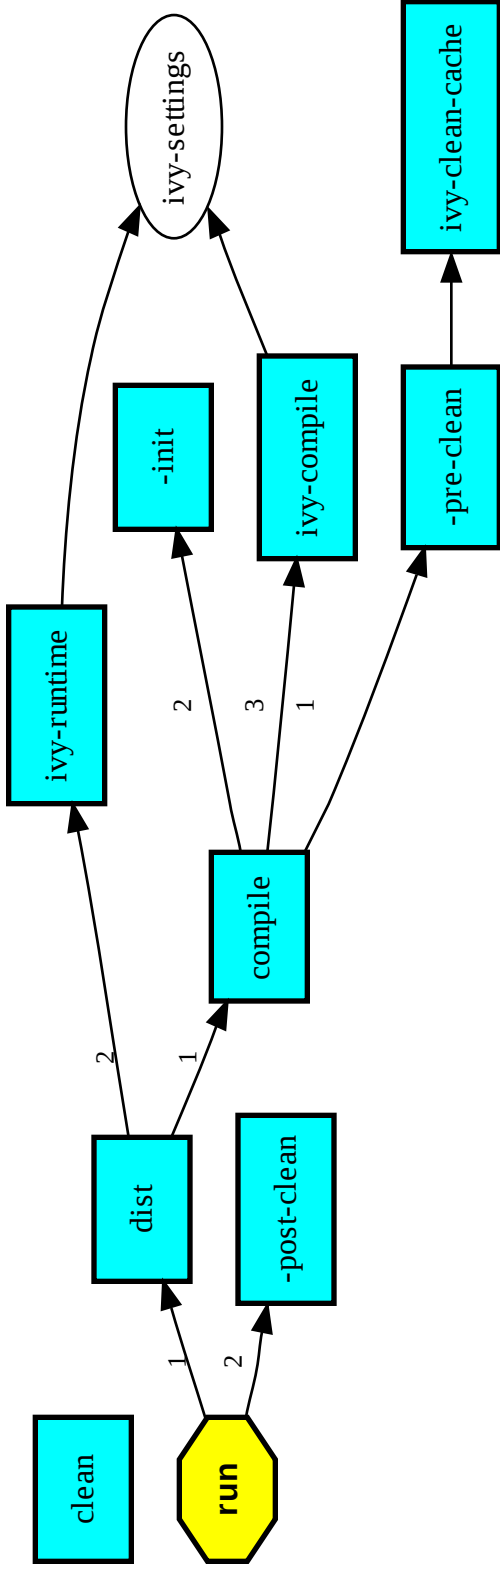 ivy-runtime
clean
2
dist
-init
ivy-settings
1
2
1
run
2
3
compile
-post-clean
1
ivy-compile
-pre-clean
ivy-clean-cache